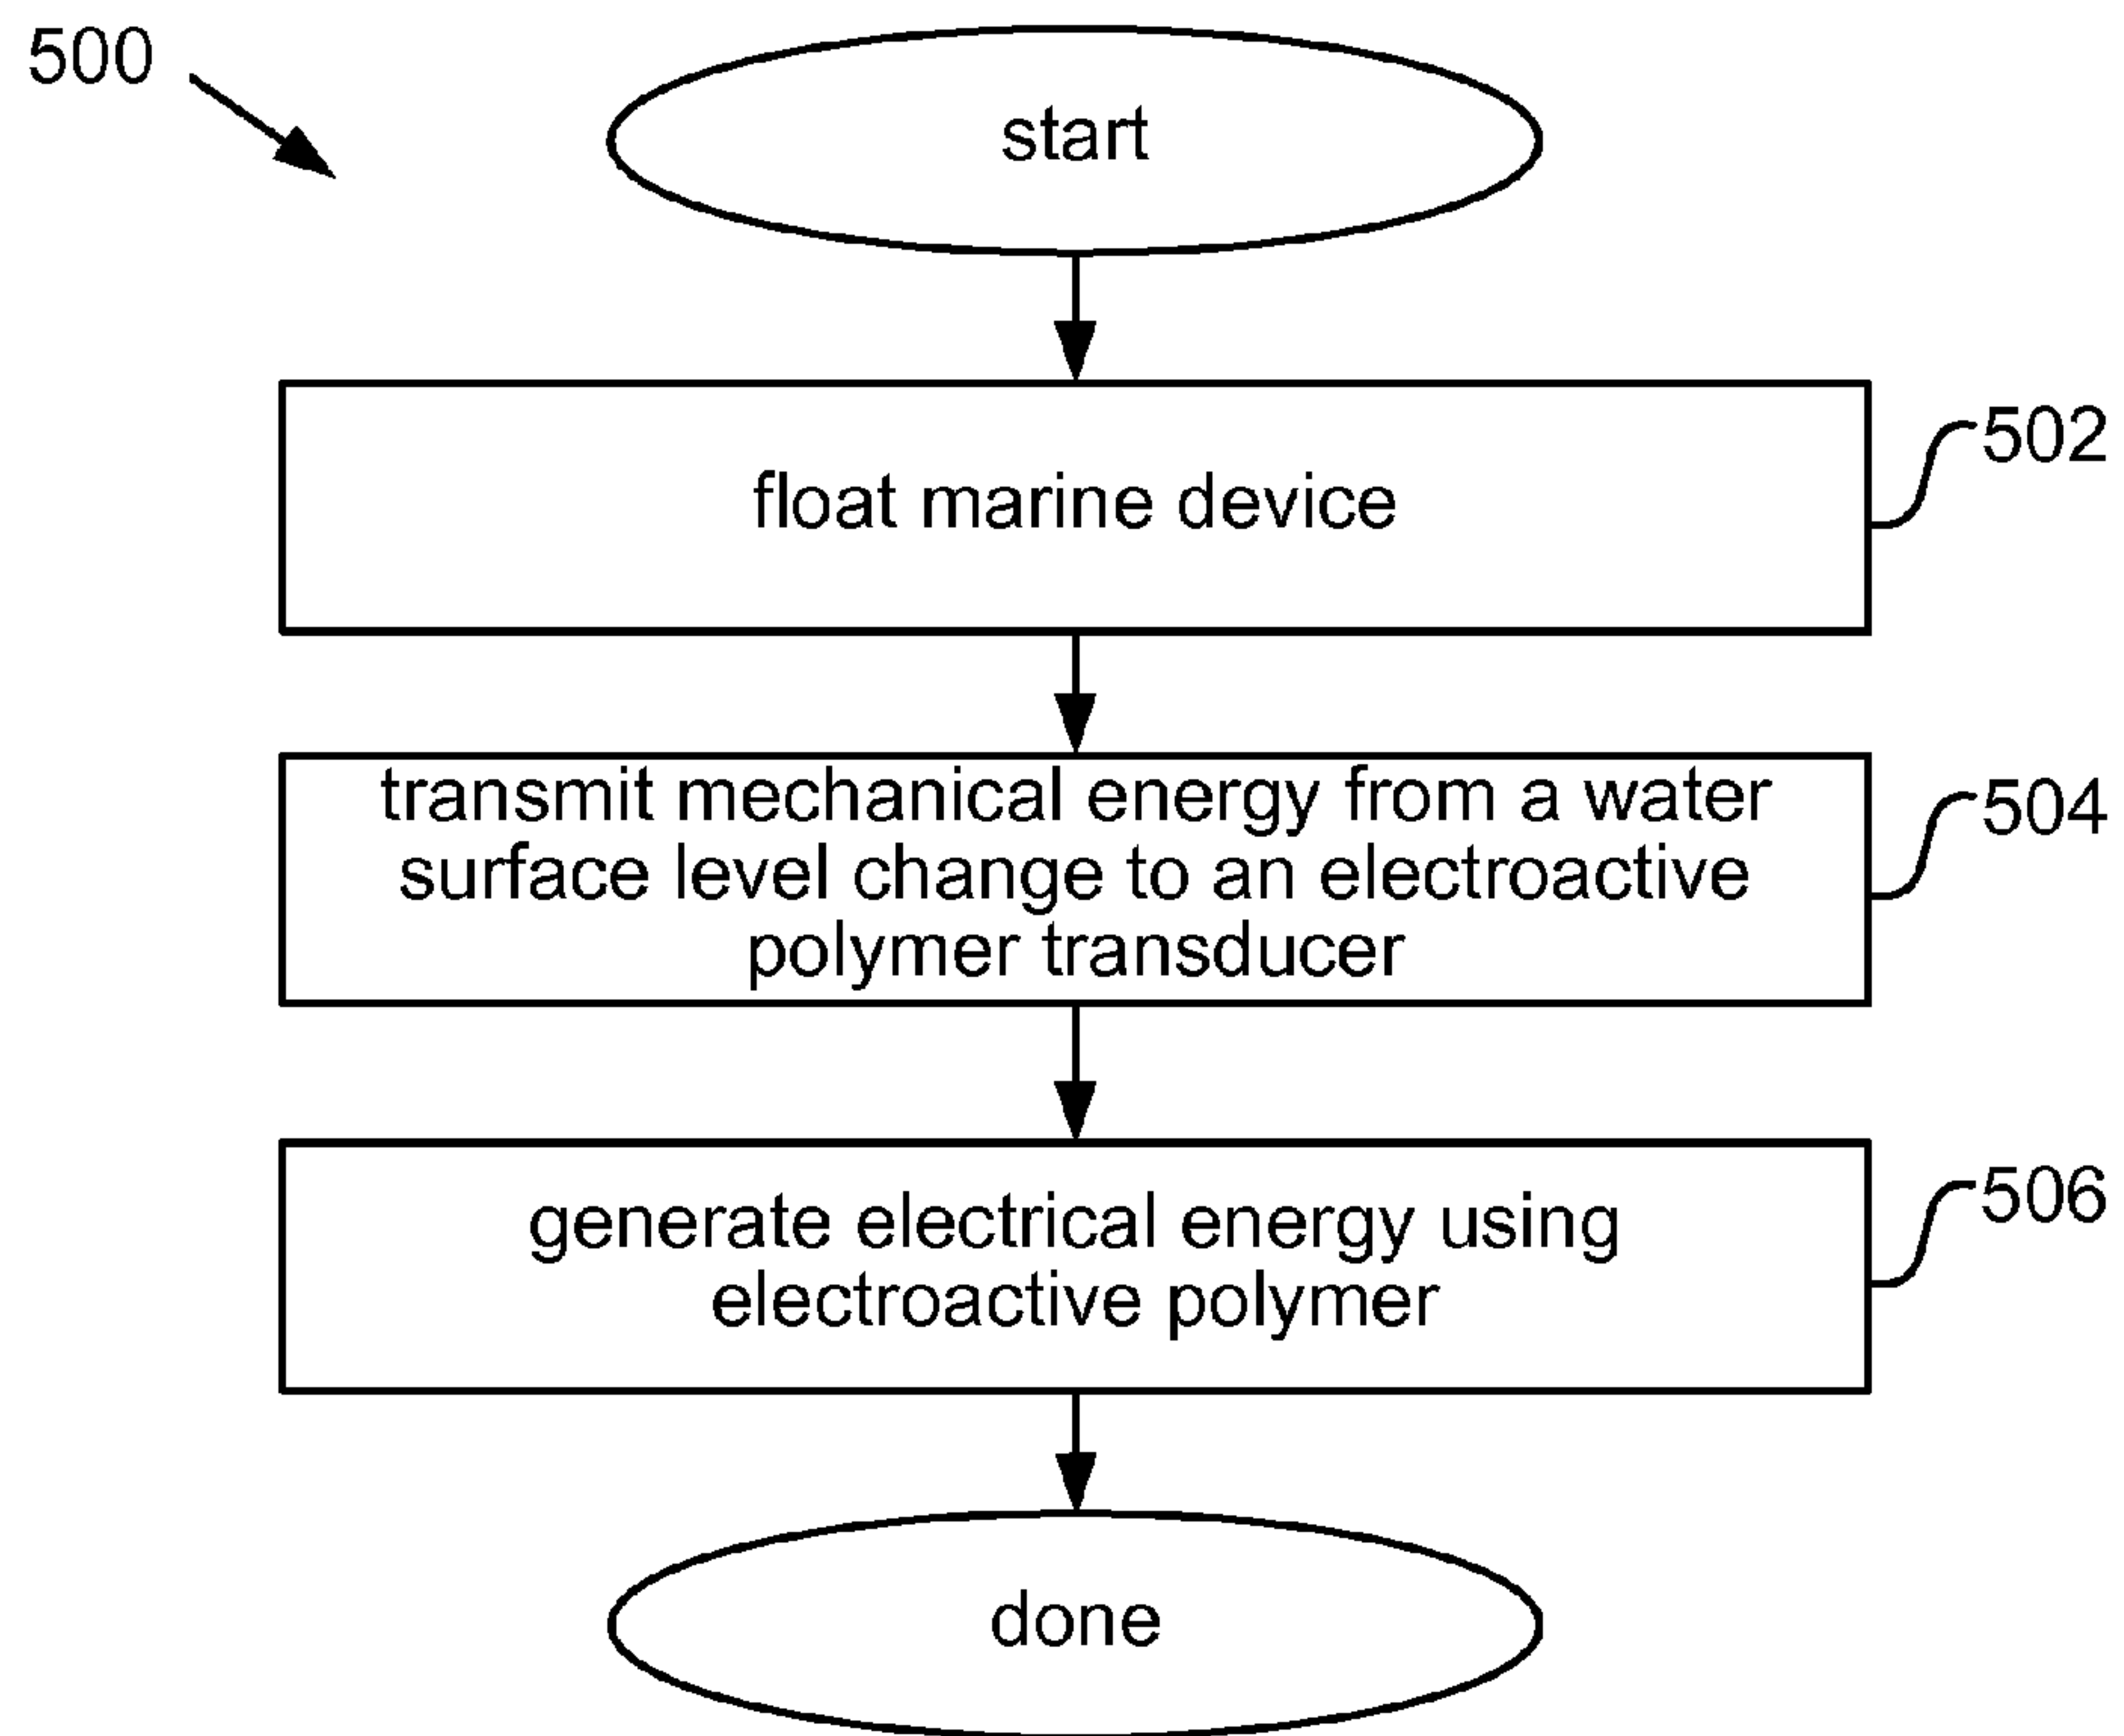 500
start
float marine device
502
transmit mechanical energy from a water
surface level change to an electroactive
polymer transducer
504
generate electrical energy using
electroactive polymer
506
done